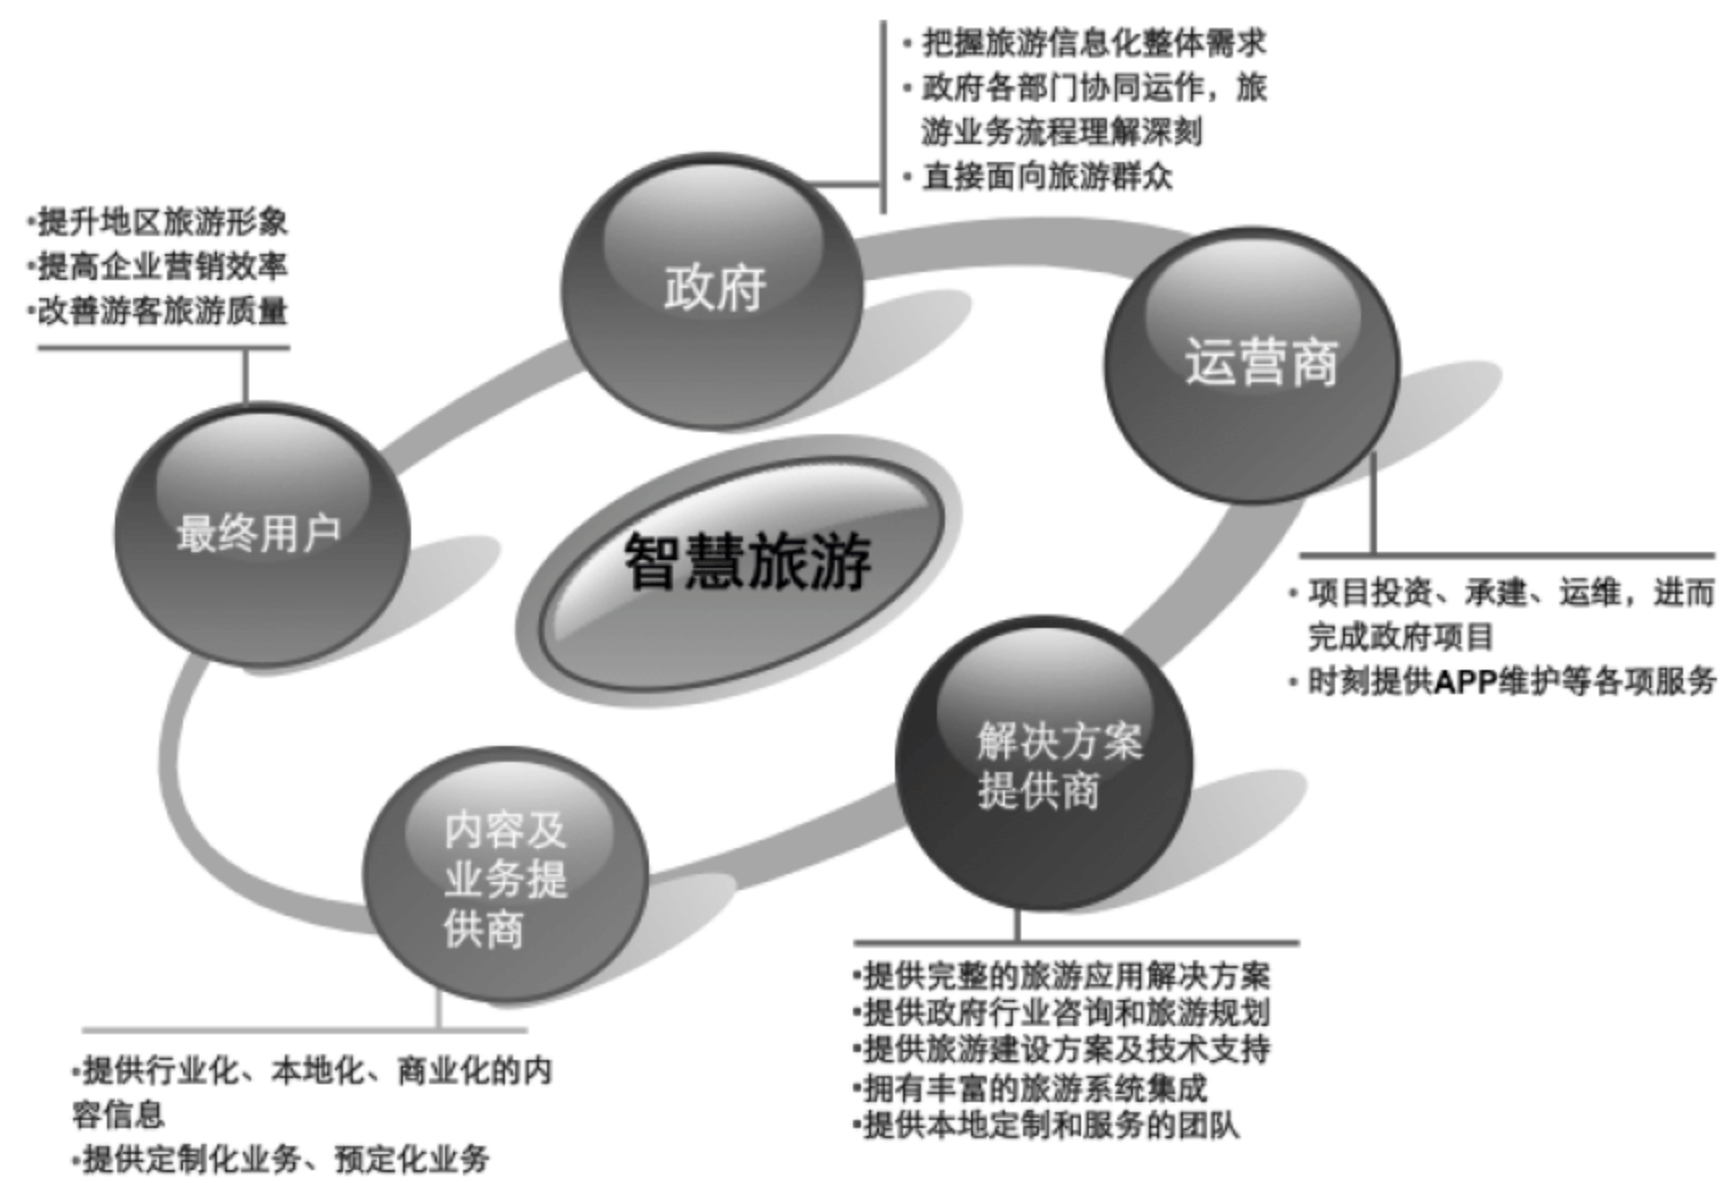 • 把握旅游信息化整体需求
• 政府各部门协同运作，旅
游业务流程理解深刻
• 直接面向旅游群众
•提升地区旅游形象
•提高企业营销效率
•改善游客旅游质量
政府
运营商
最终用户
智慧旅游
• 项目投资、承建、运维，进而
完成政府项目
• 时刻提供APP维护等各项服务
解决方案
提供商
内容及
业务提
供商
•提供完整的旅游应用解决方案
•提供政府行业咨询和旅游规划
•提供旅游建设方案及技术支持
•拥有丰富的旅游系统集成
•提供本地定制和服务的团队
•提供行业化、本地化、商业化的内
容信息
•提供定制化业务、预定化业务